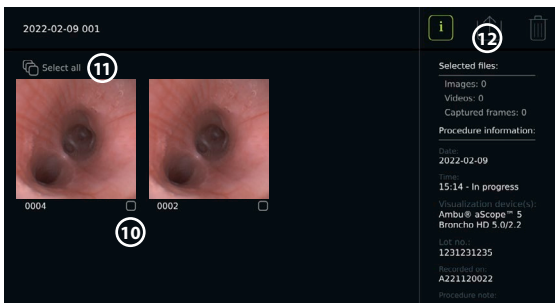 2022-02-09 001
i
12
Select all
11
0004
0002
10
Selected files:
Images: 0
Videos: 0
Captured frames: 0
Procedure information:
Date:
2022-02-09
Time:
15:14 - In progress
Visualization device(s):
Ambu® aScope™ 5
Broncho HD 5.0/2.2
Lot no.:
1231231235
Recorded on:
A221120022
Procedure note: